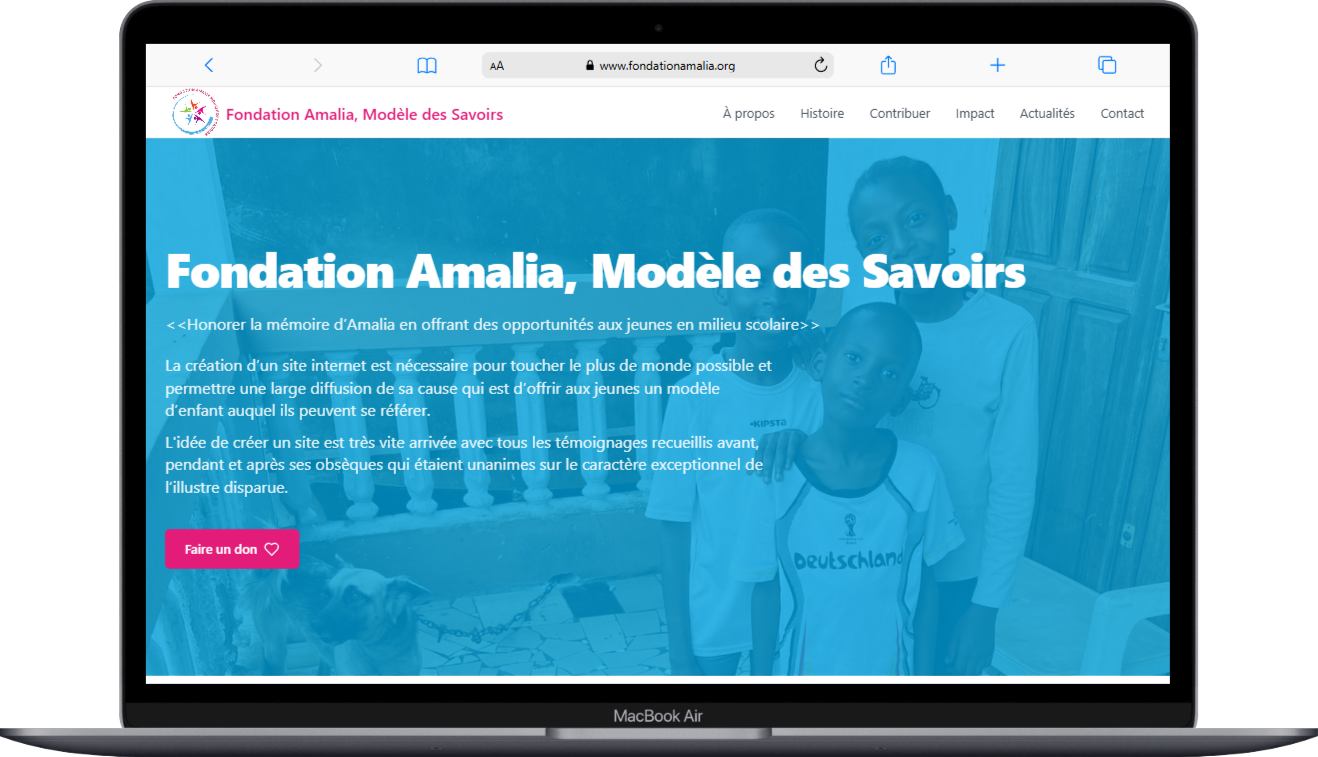 AA
www.fondationamalia.org
Fondation Amalia, Modèle des Savoirs
À propos
Histoire
Contribuer
Impact
Actualités
Contact
Fondation Amalia, Modèle des Savoirs
<<Honorer la mémoire d’Amalia en offrant des opportunités aux jeunes en milieu scolaire>>
La création d’un site internet est nécessaire pour toucher le plus de monde possible et
permettre une large diffusion de sa cause qui est d’offrir aux jeunes un modèle
d’enfant auquel ils peuvent se référer.
L'idée de créer un site est très vite arrivée avec tous les témoignages recueillis avant,
pendant et après ses obsèques qui étaient unanimes sur le caractère exceptionnel de
l’illustre disparue.
KIPSTA
Deutschland
Faire un don
MacBook Air